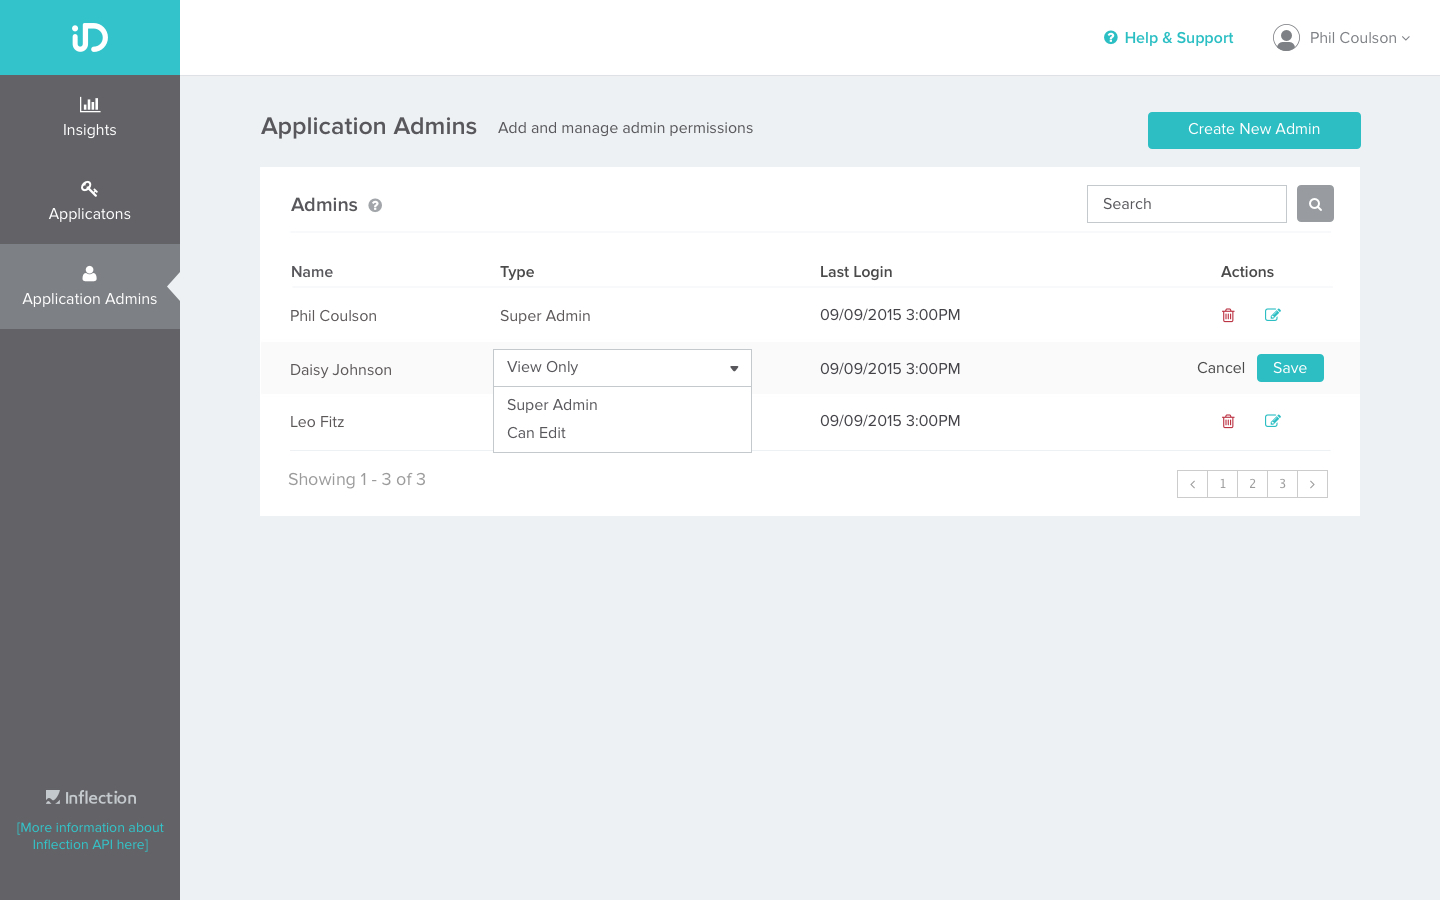 iD
Help & Support
Phil Coulson
Insights
Applicatons
Application Admins
Application Admins
Add and manage admin permissions
Create New Admin
Admins
Search
Name Type Last Login Actions
Phil Coulson Super Admin 09/09/2015 3:00PM
Daisy Johnson View Only 09/09/2015 3:00PM Cancel Save
Super Admin
Can Edit
Leo Fitz 09/09/2015 3:00PM
Showing 1 - 3 of 3
< 1 2 3 >
Inflection
[More information about
Inflection API here]